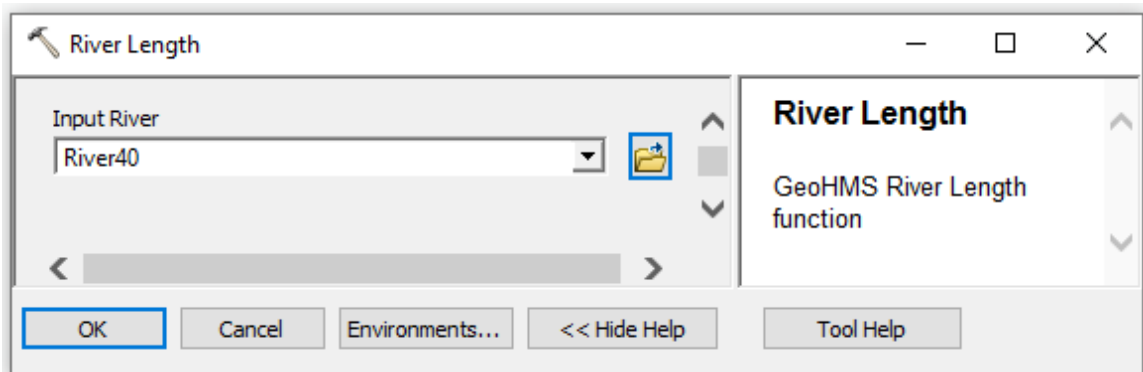 River Length
Input River
River40
River Length
GeoHMS River Length
function
OK
Cancel
Environments...
<< Hide Help
Tool Help